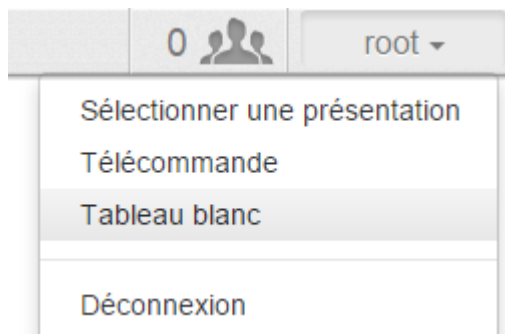 0 root
Sélectionner une présentation
Télécommande
Tableau blanc
Déconnexion